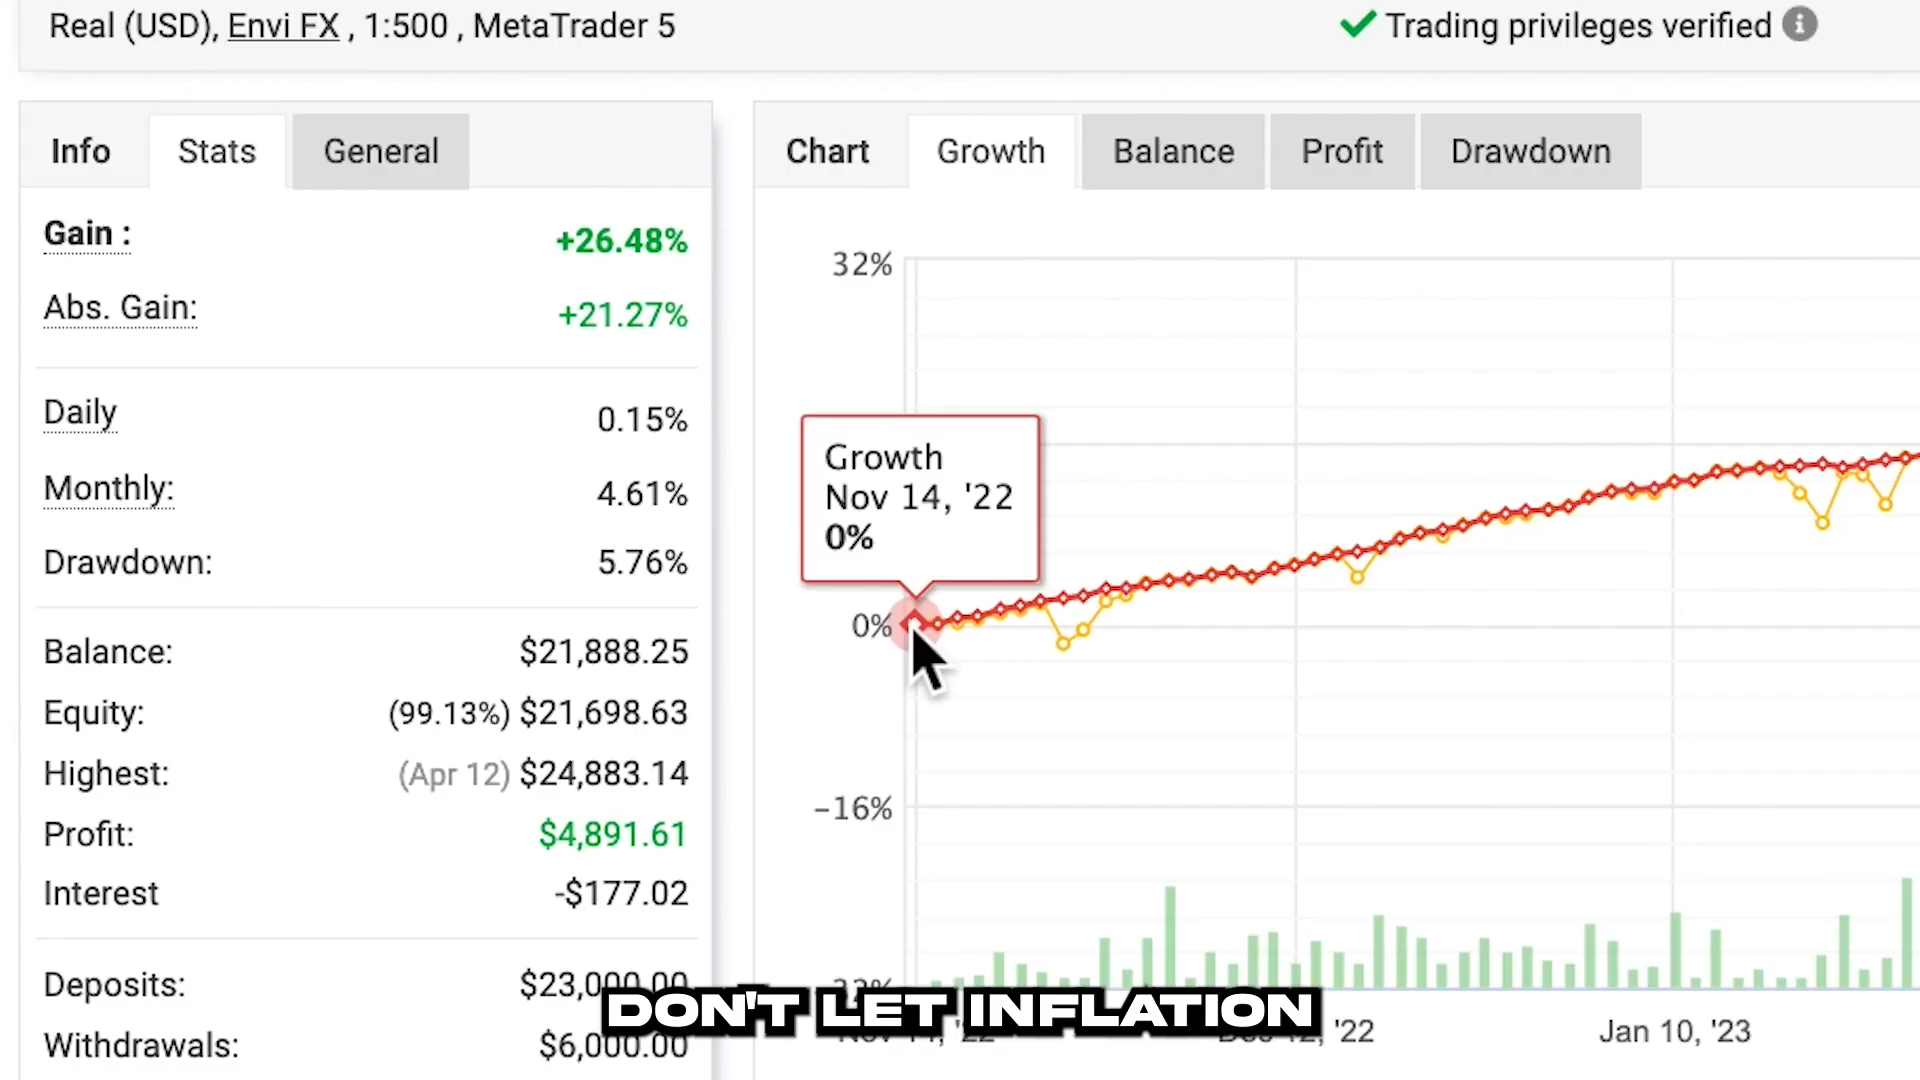 Real (USD), Envi FX , 1:500 , MetaTrader 5
Trading privileges verified
Info
Stats
General
Gain :
+26.48%
Abs. Gain:
+21.27%
Daily
0.15%
Monthly:
4.61%
Drawdown:
5.76%
Balance:
$21,888.25
Equity:
(99.13%) $21,698.63
Highest:
(Apr 12) $24,883.14
Profit:
$4,891.61
Interest
-$177.02
Deposits:
$23,000.00
Withdrawals:
$6,000.00
Chart
Growth
Balance
Profit
Drawdown
32%
Growth
Nov 14, '22
0%
0%
-16%
DON'T LET INFLATION
Jan 10, '23